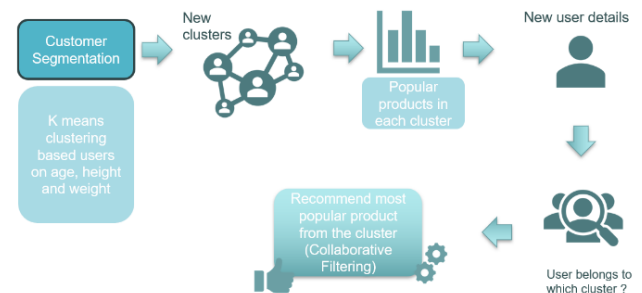 Customer
Segmentation
K means
clustering
based users
on age, height
and weight
New
clusters
Popular
products in
each cluster
New user details
User belongs to
which cluster ?
Recommend most
popular product
from the cluster
(Collaborative
Filtering)